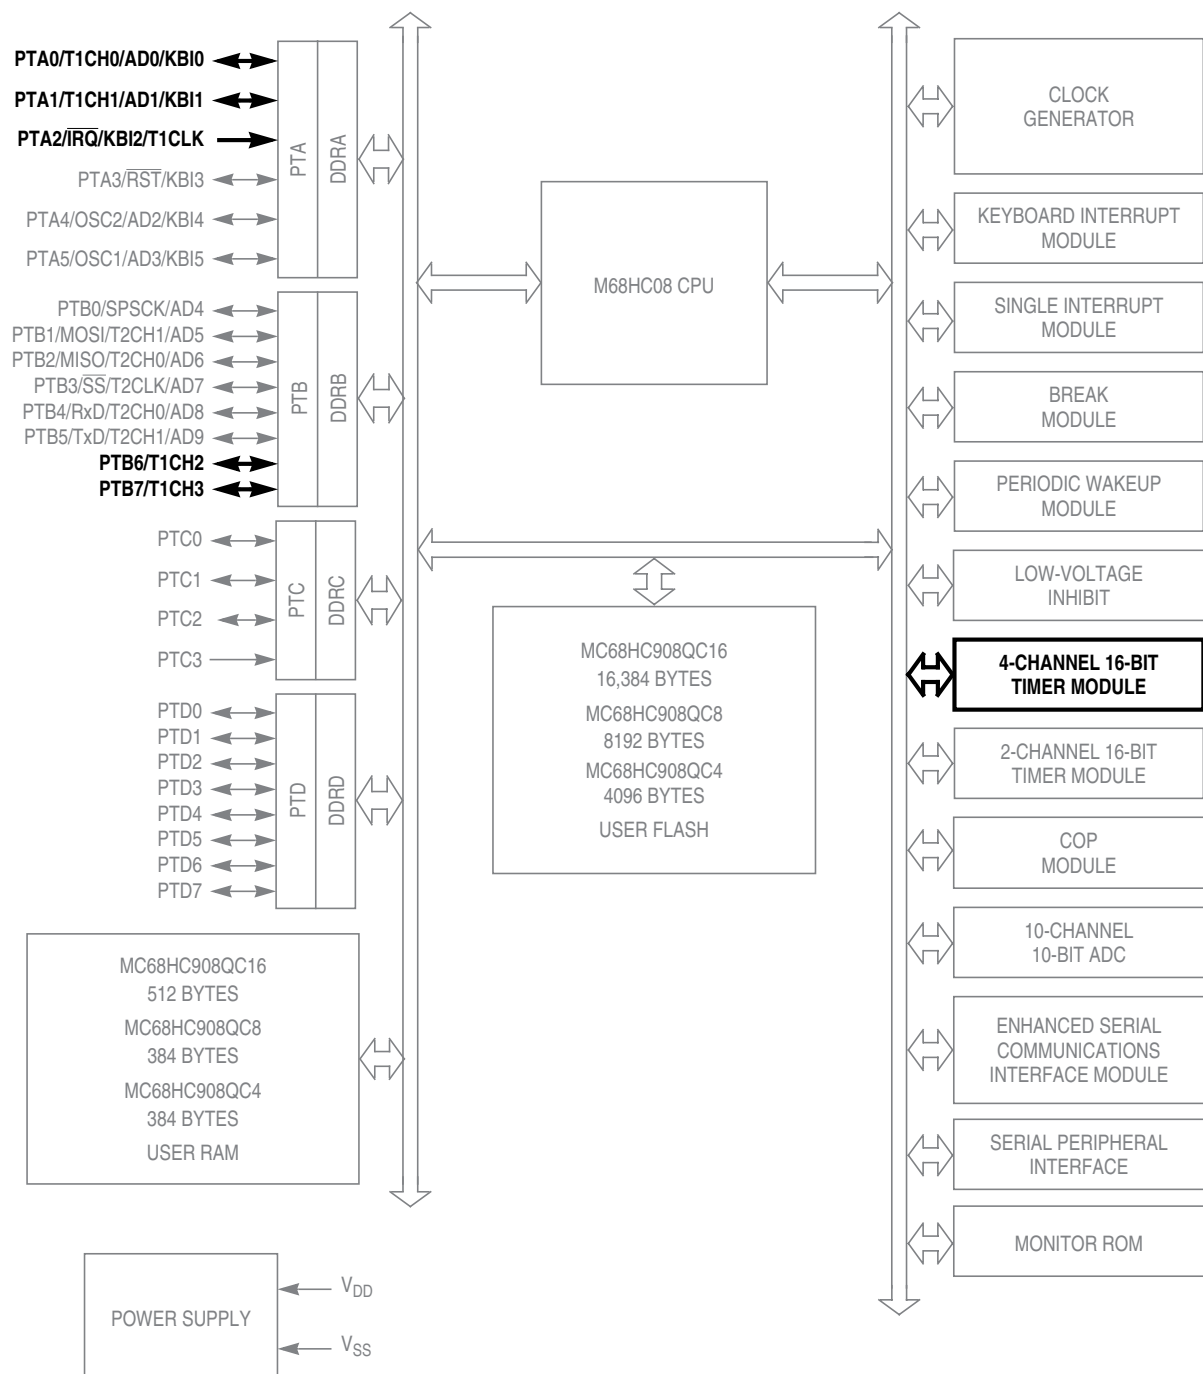 PTA0/T1CH0/AD0/KBI0
PTA1/T1CH1/AD1/KBI1
PTA2/IRQ/KBI2/T1CLK
PTA3/RST/KBI3
PTA4/OSC2/AD2/KBI4
PTA5/OSC1/AD3/KBI5
PTA
DDRA
PTB0/SPSCK/AD4
PTB1/MOSI/T2CH1/AD5
PTB2/MISO/T2CH0/AD6
PTB3/SS/T2CLK/AD7
PTB4/RxD/T2CH0/AD8
PTB5/TxD/T2CH1/AD9
PTB6/T1CH2
PTB7/T1CH3
PTB
DDRB
PTC0
PTC1
PTC2
PTC3
PTC
DDRC
PTD0
PTD1
PTD2
PTD3
PTD4
PTD5
PTD6
PTD7
PTD
DDRD
MC68HC908QC16
512 BYTES
MC68HC908QC8
384 BYTES
MC68HC908QC4
384 BYTES
USER RAM
POWER SUPPLY
VDD
VSS
M68HC08 CPU
MC68HC908QC16
16,384 BYTES
MC68HC908QC8
8192 BYTES
MC68HC908QC4
4096 BYTES
USER FLASH
CLOCK
GENERATOR
KEYBOARD INTERRUPT
MODULE
SINGLE INTERRUPT
MODULE
BREAK
MODULE
PERIODIC WAKEUP
MODULE
LOW-VOLTAGE
INHIBIT
4-CHANNEL 16-BIT
TIMER MODULE
2-CHANNEL 16-BIT
TIMER MODULE
COP
MODULE
10-CHANNEL
10-BIT ADC
ENHANCED SERIAL
COMMUNICATIONS
INTERFACE MODULE
SERIAL PERIPHERAL
INTERFACE
MONITOR ROM